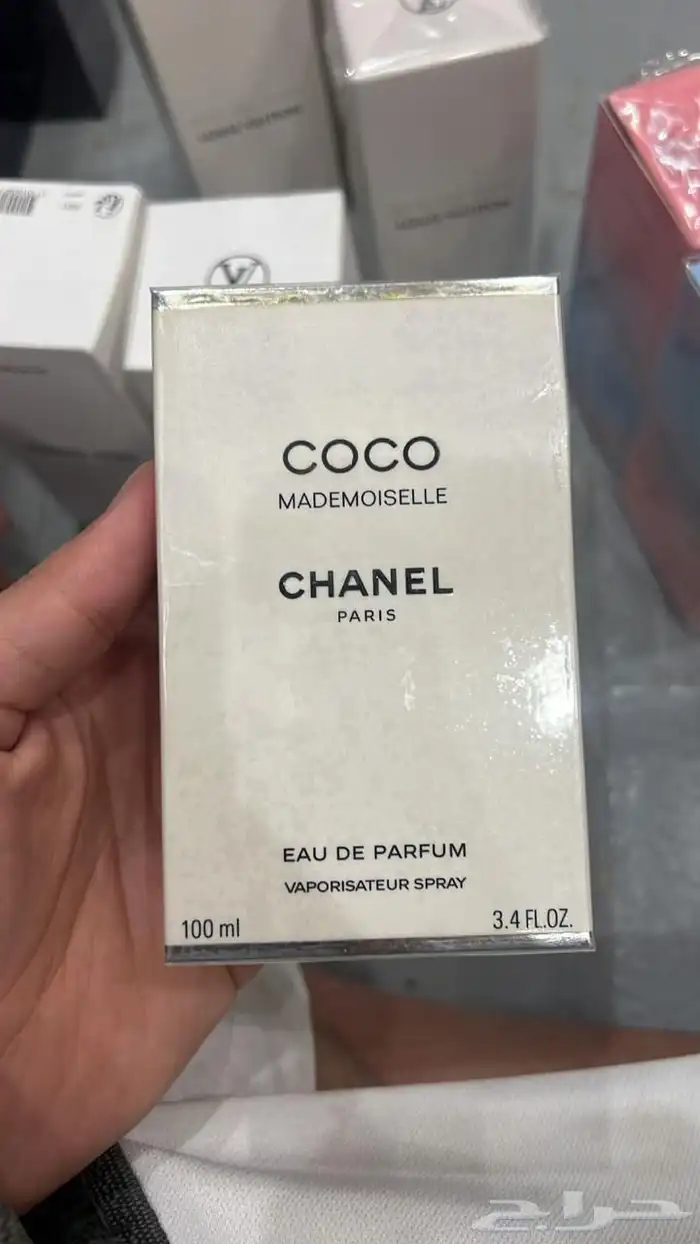 COCO
MADEMOISELLE
CHANEL
PARIS
EAU DE PARFUM
VAPORISATEUR SPRAY
100 ml
3.4 FL.OZ.
حراج